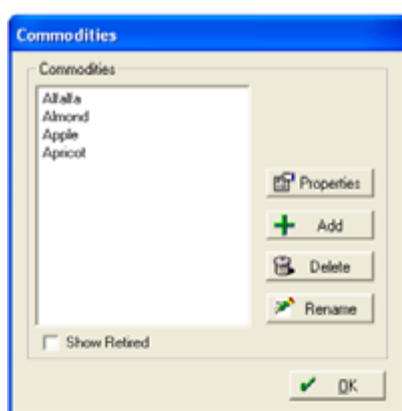 Commodities
Commodities
Alfalfa
Almond
Apple
Apricot
Properties
Add
Delete
Rename
Show Retired
OK